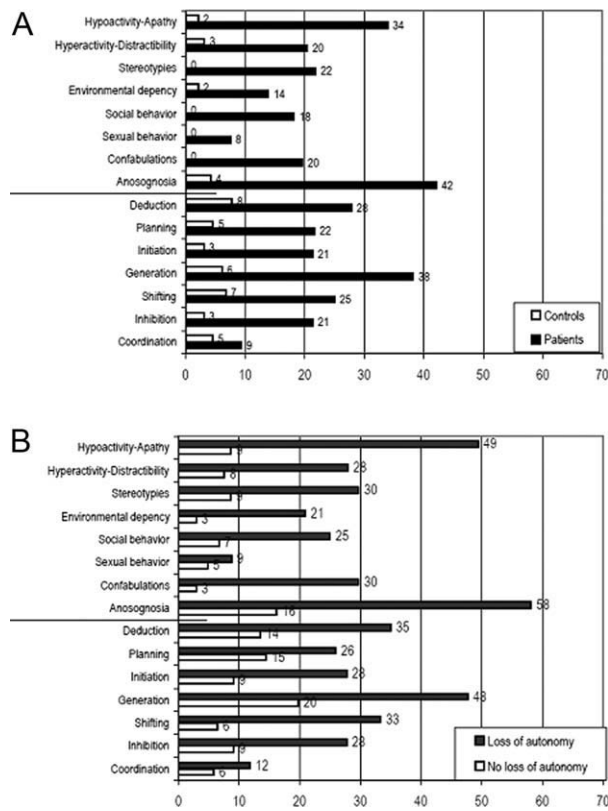 A
Hypoactivity-Apathy 2 34
Hyperactivity-Distractibility 3 20
Stereotypies 0 22
Environmental depency 2 14
Social behavior 0 18
Sexual behavior 0 8
Confabulations 0 20
Anosognosia 4 42
Deduction 8 28
Planning 5 22
Initiation 3 21
Generation 6 38
Shifting 7 25
Inhibition 3 21
Coordination 5 9
Controls
Patients
0 10 20 30 40 50 60 70
B
Hypoactivity-Apathy 49 9
Hyperactivity-Distractibility 28 8
Stereotypies 30 9
Environmental depency 21 3
Social behavior 25 7
Sexual behavior 9 5
Confabulations 30 3
Anosognosia 58 16
Deduction 35 14
Planning 26 15
Initiation 28 9
Generation 48 20
Shifting 33 6
Inhibition 28 9
Coordination 12 6
Loss of autonomy
No loss of autonomy
0 10 20 30 40 50 60 70